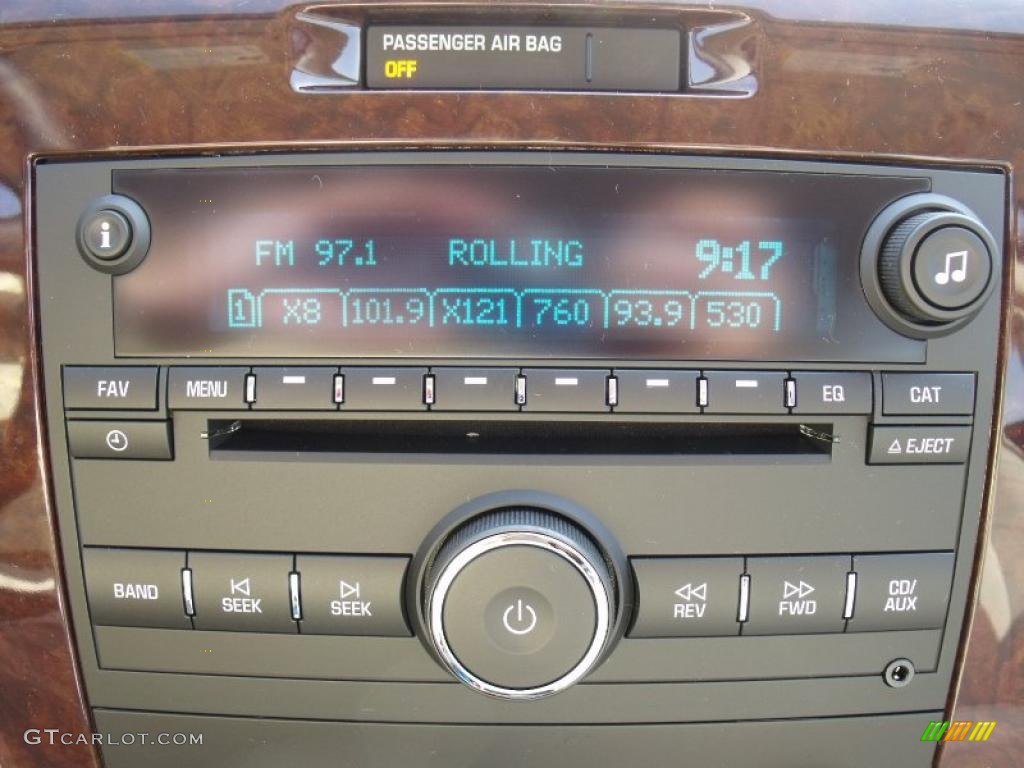 PASSENGER AIR BAG
OFF
i
FM 97.1 ROLLING 9:17
1 X8 101.9 X121 760 93.9 530
FAV MENU EQ CAT
EJECT
BAND SEEK SEEK REV FWD CD/
AUX
GTCARLOT.COM